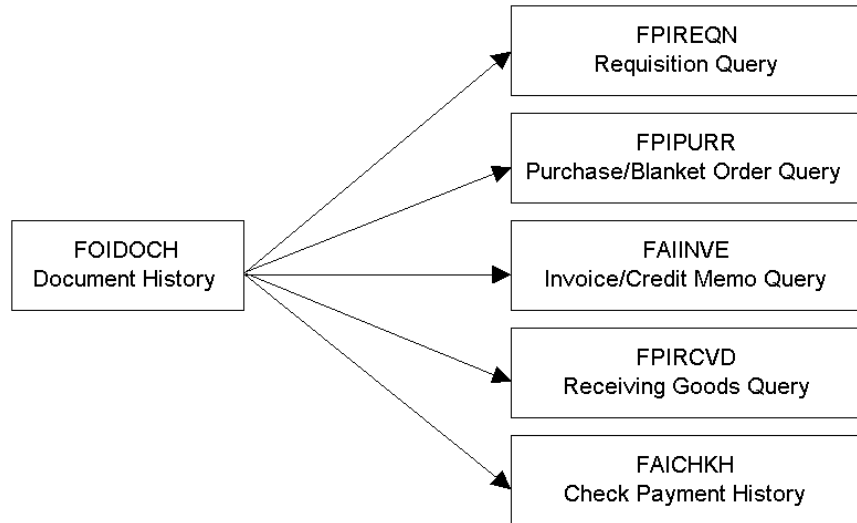 FPIREQN
Requisition Query
FPIPURR
Purchase/Blanket Order Query
FOIDOCH
Document History
FAIINVE
Invoice/Credit Memo Query
FPIRCVD
Receiving Goods Query
FAICHKH
Check Payment History